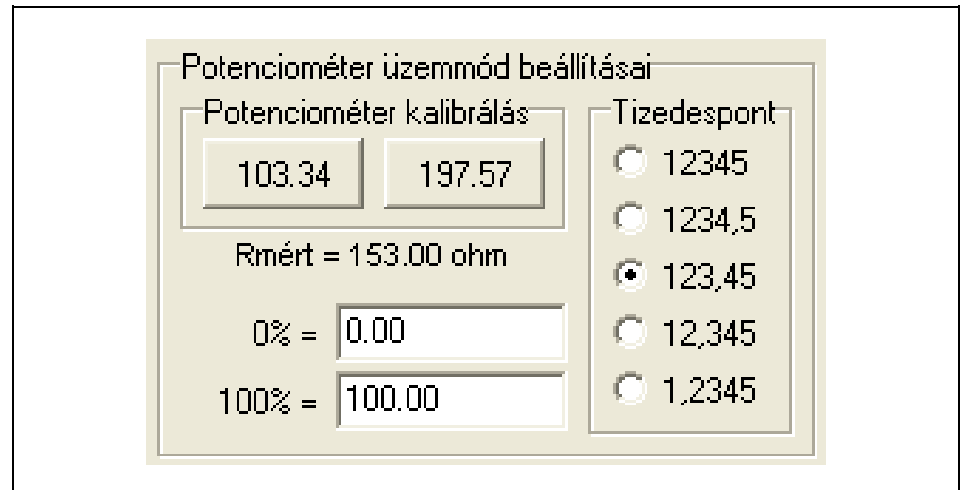 Potenciométer üzemmód beállításai
Potenciométer kalibrálás
103.34 197.57
Rmért = 153.00 ohm
0% = 0.00
100% = 100.00
Tizedespont
12345
1234,5
123,45
12,345
1,2345